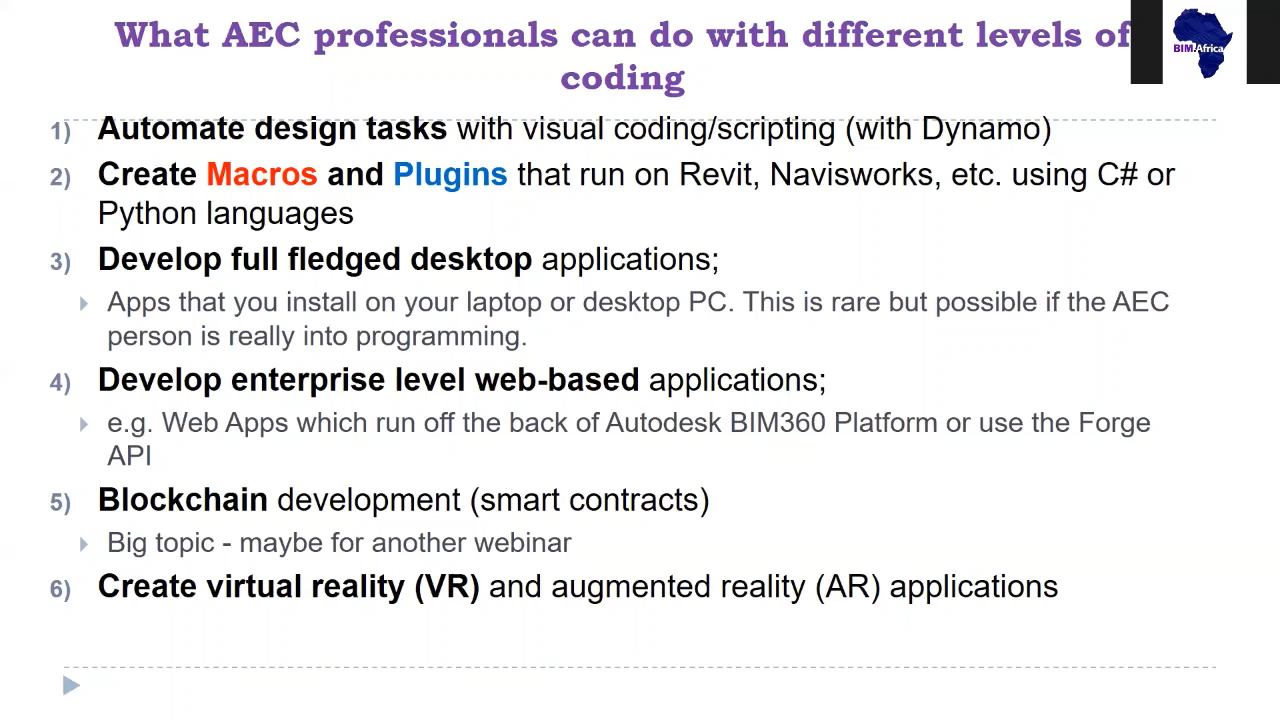 What AEC professionals can do with different levels of
coding
BIM.Africa
1) Automate design tasks with visual coding/scripting (with Dynamo)
2) Create Macros and Plugins that run on Revit, Navisworks, etc. using C# or
Python languages
3) Develop full fledged desktop applications;
Apps that you install on your laptop or desktop PC. This is rare but possible if the AEC
person is really into programming.
4) Develop enterprise level web-based applications;
e.g. Web Apps which run off the back of Autodesk BIM360 Platform or use the Forge
API
5) Blockchain development (smart contracts)
Big topic - maybe for another webinar
6) Create virtual reality (VR) and augmented reality (AR) applications